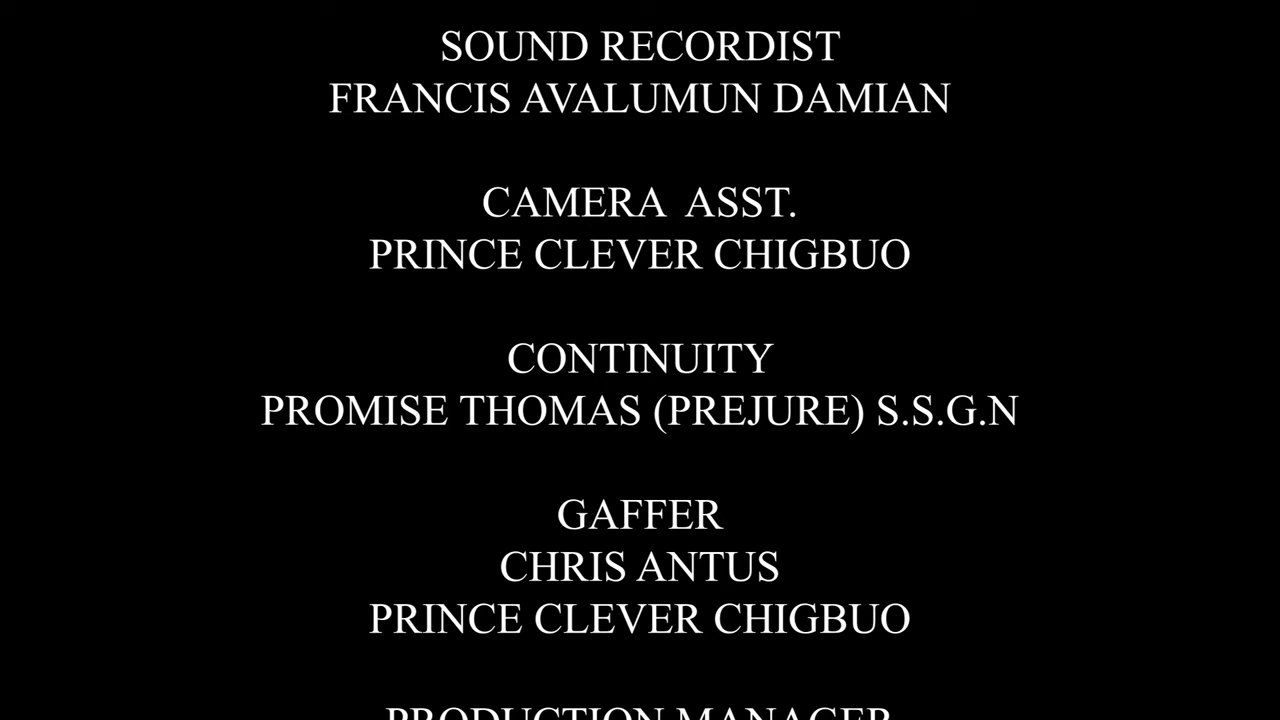 SOUND RECORDIST
FRANCIS AVALUMUN DAMIAN
CAMERA  ASST.
PRINCE CLEVER CHIGBUO
CONTINUITY
PROMISE THOMAS (PREJURE) S.S.G.N
GAFFER
CHRIS ANTUS
PRINCE CLEVER CHIGBUO
PRODUCTION MANAGER